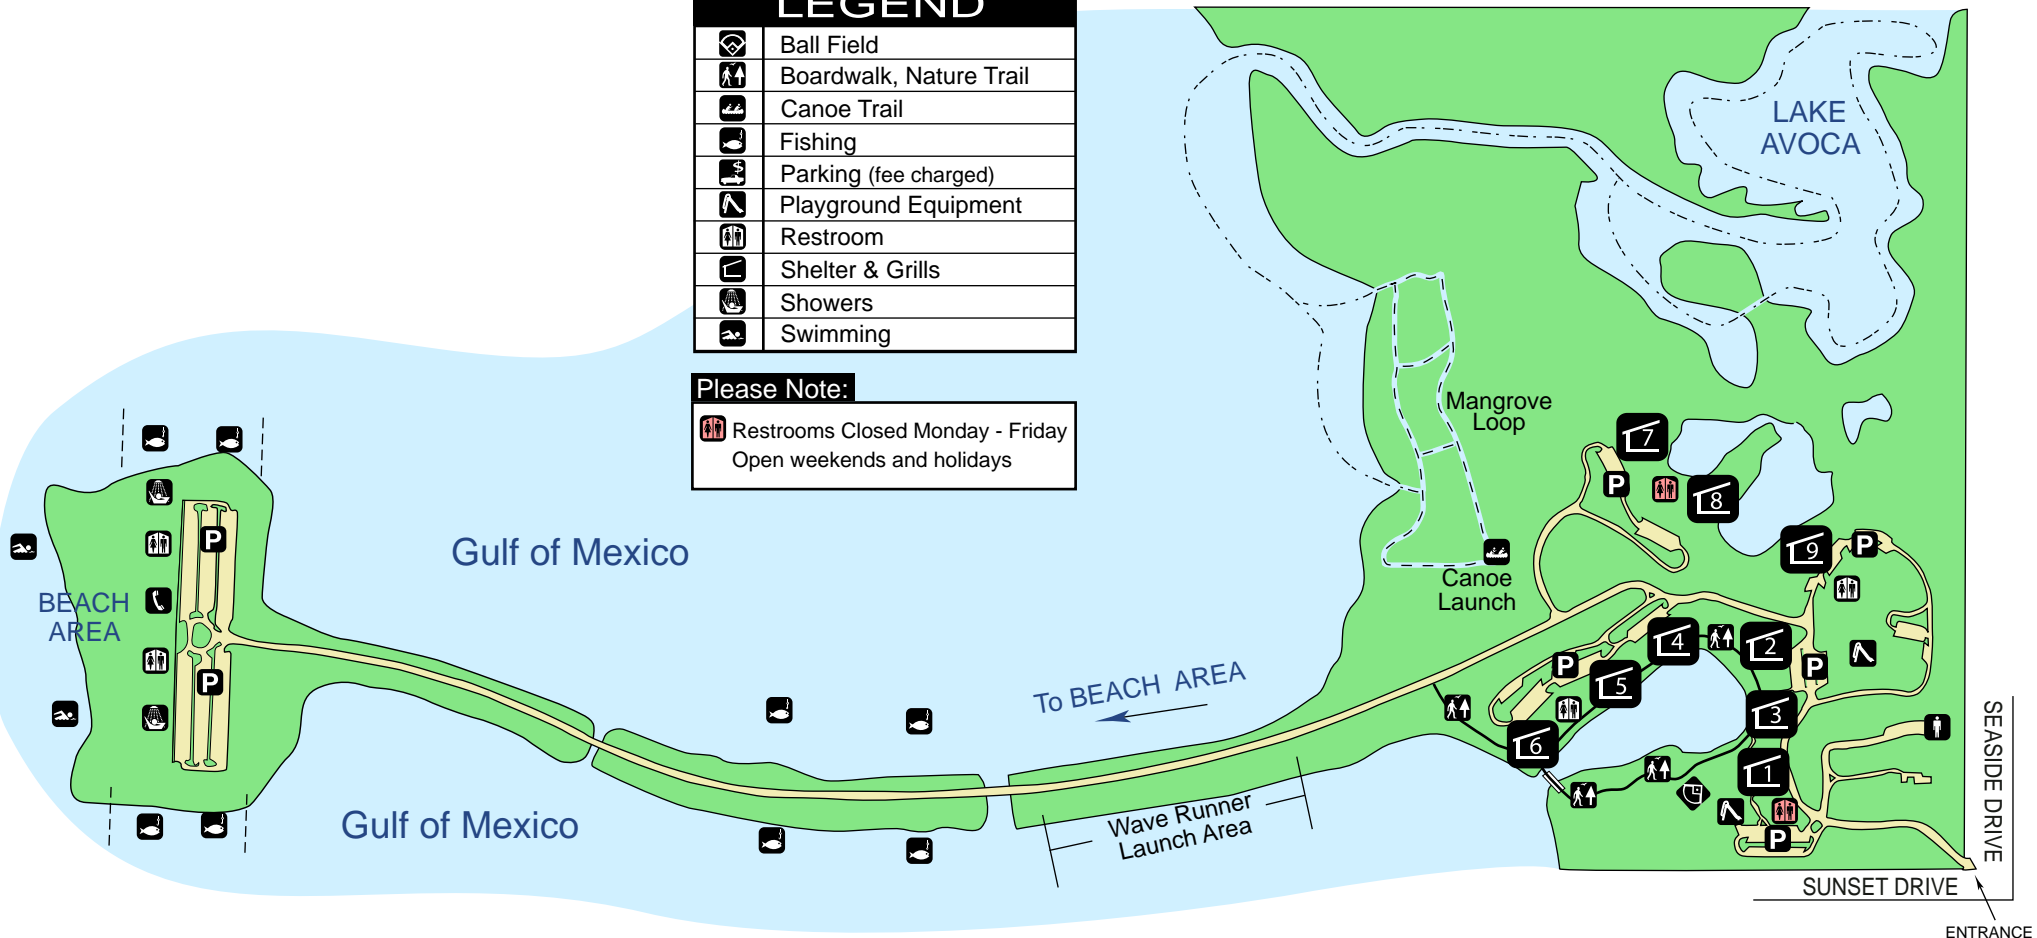 LEGEND
Ball Field
Boardwalk, Nature Trail
Canoe Trail
Fishing
$
Parking (fee charged)
Playground Equipment
Restroom
Shelter & Grills
Showers
Swimming
Please Note:
Restrooms Closed Monday - Friday
Open weekends and holidays
LAKE
AVOCA
Mangrove
Loop
Canoe
Launch
Gulf of Mexico
BEACH
AREA
P
P
Gulf of Mexico
To BEACH AREA
Wave Runner
Launch Area
7
P
8
9
P
4
2
P
5
P
3
6
1
P
SEASIDE DRIVE
SUNSET DRIVE
ENTRANCE